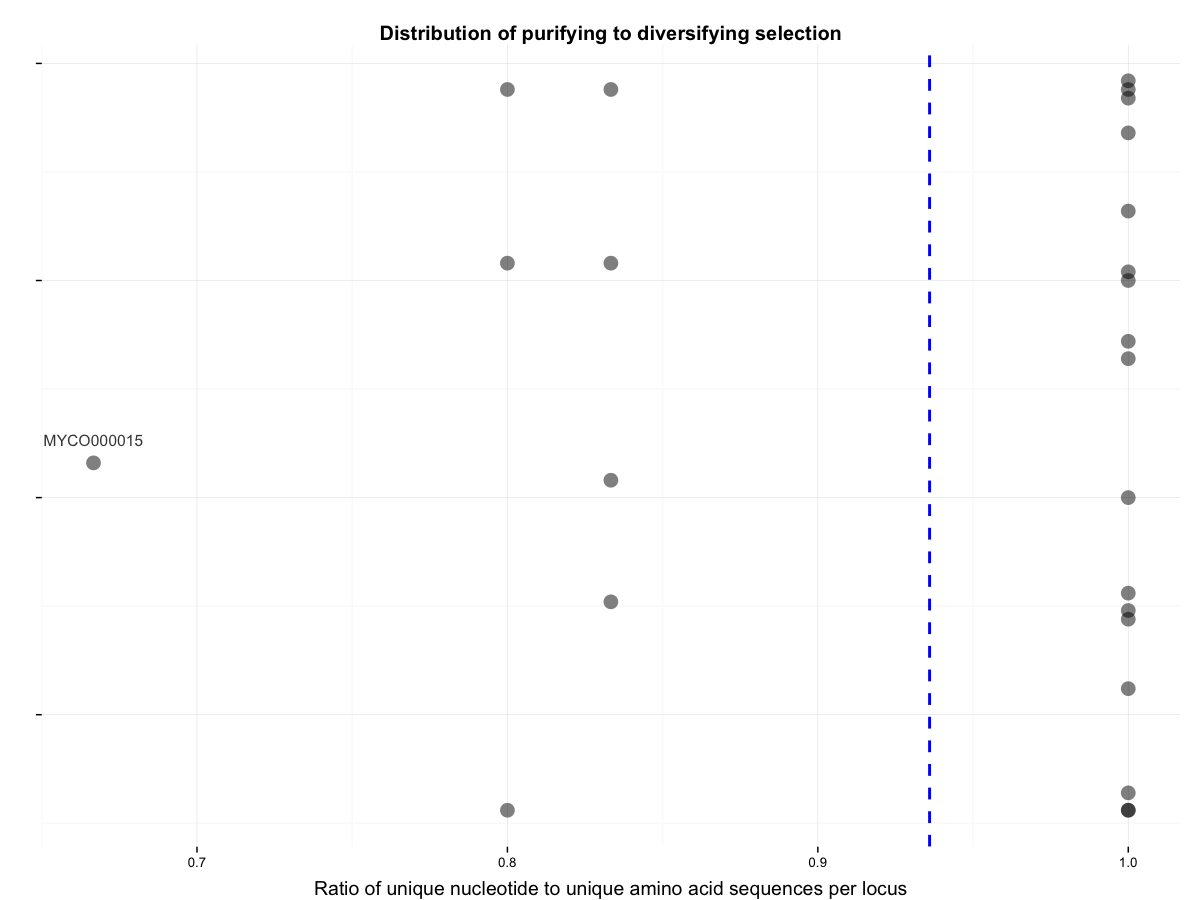 Distribution of purifying to diversifying selection
MYCO000015
0.7 0.8 0.9 1.0
Ratio of unique nucleotide to unique amino acid sequences per locus